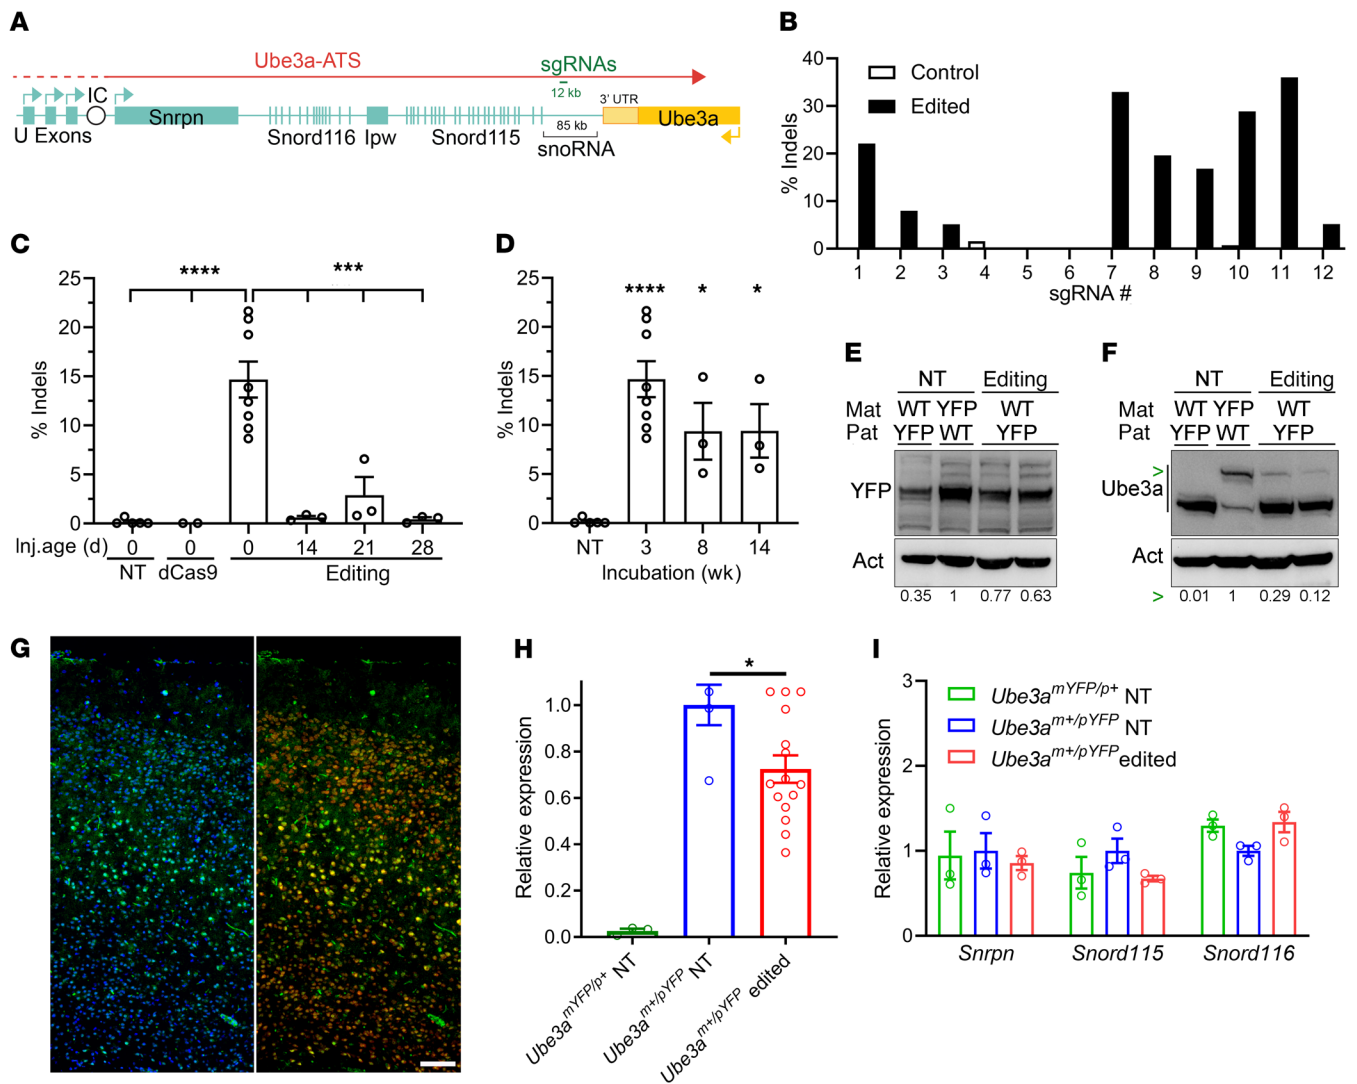 A
Ube3a-ATS
sgRNAs
12 kb
IC
3' UTR
Snrpn
Ube3a
U Exons
Snord116
Ipw
Snord115
85 kb
snoRNA
B
% Indels
40
30
20
10
0
Control
Edited
1 2 3 4 5 6 7 8 9 10 11 12
sgRNA #
C
% Indels
25
20
15
10
5
0
**** ***
Inj.age (d) 0 0 0 14 21 28
NT dCas9 Editing
D
% Indels
25
20
15
10
5
0
**** * *
NT 3 8 14
Incubation (wk)
E
NT Editing
Mat WT YFP WT
Pat YFP WT YFP
YFP
Act
0.35 1 0.77 0.63
F
NT Editing
Mat WT YFP WT
Pat YFP WT YFP
>
Ube3a
Act
> 0.01 1 0.29 0.12
G
H
Relative expression
1.0
0.8
0.6
0.4
0.2
0.0
*
Ube3a mYFP/p+ NT
Ube3a m+/pYFP NT
Ube3a m+/pYFP edited
I
Relative expression
3
2
1
0
Ube3a mYFP/p+ NT
Ube3a m+/pYFP NT
Ube3a m+/pYFP edited
Snrpn Snord115 Snord116